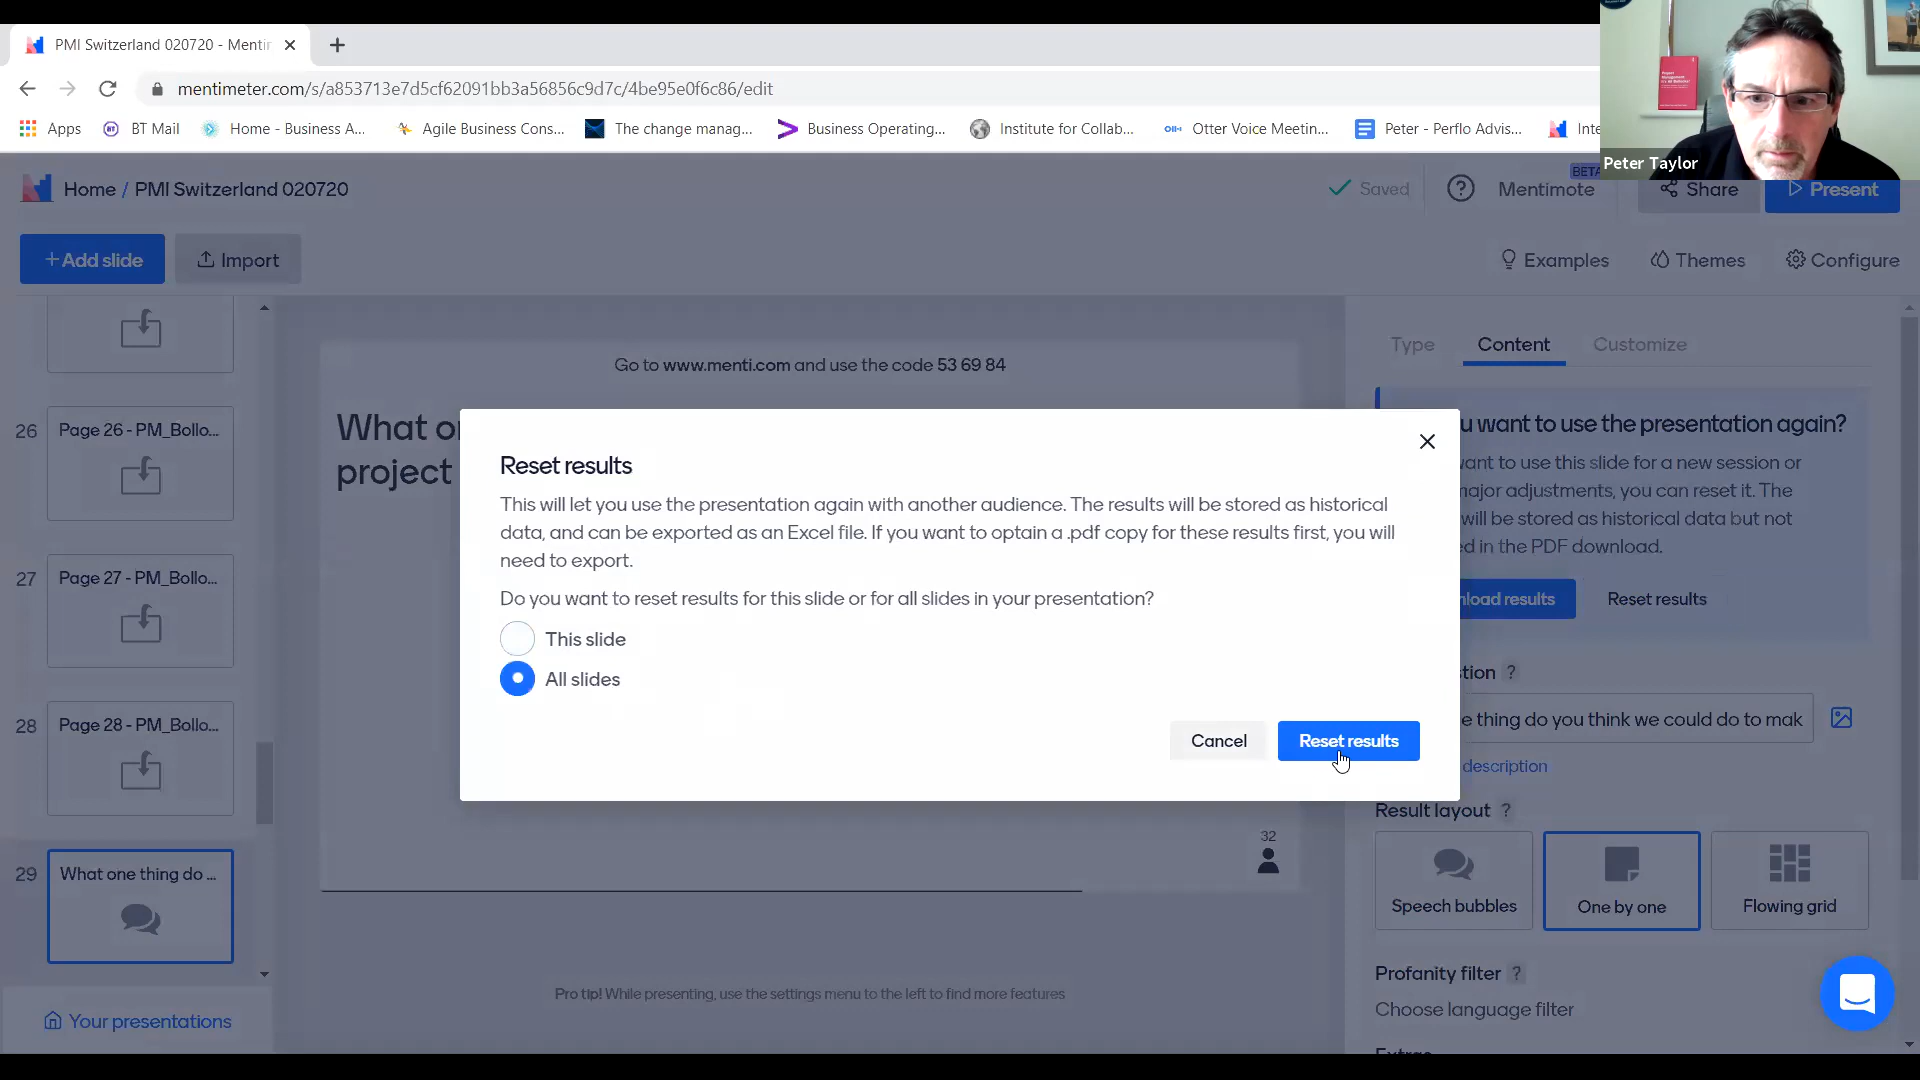 PMI Switzerland 020720 - Mentir
mentimeter.com/s/a853713e7d5cf62091bb3a56856c9d7c/4be95e0f6c86/edit
Apps BT Mail Home - Business A... Agile Business Cons... The change manag... Business Operating... Institute for Collab... Otter Voice Meetin... Peter - Perflo Advis... Inte
Peter Taylor
Home / PMI Switzerland 020720
Saved
?
Mentimote
BETA
Share
Present
+ Add slide
Import
Examples
Themes
Configure
26 Page 26 - PM_Bollo...
27 Page 27 - PM_Bollo...
28 Page 28 - PM_Bollo...
29 What one thing do ...
Your presentations
Go to www.menti.com and use the code 53 69 84
What o
project
32
Pro tip! While presenting, use the settings menu to the left to find more features
Reset results
This will let you use the presentation again with another audience. The results will be stored as historical
data, and can be exported as an Excel file. If you want to optain a .pdf copy for these results first, you will
need to export.
Do you want to reset results for this slide or for all slides in your presentation?
This slide
All slides
Cancel
Reset results
Type
Content
Customize
u want to use the presentation again?
ant to use this slide for a new session or
ajor adjustments, you can reset it. The
will be stored as historical data but not
d in the PDF download.
load results
Reset results
tion ?
e thing do you think we could do to mak
description
Result layout ?
Speech bubbles
One by one
Flowing grid
Profanity filter ?
Choose language filter
Extras